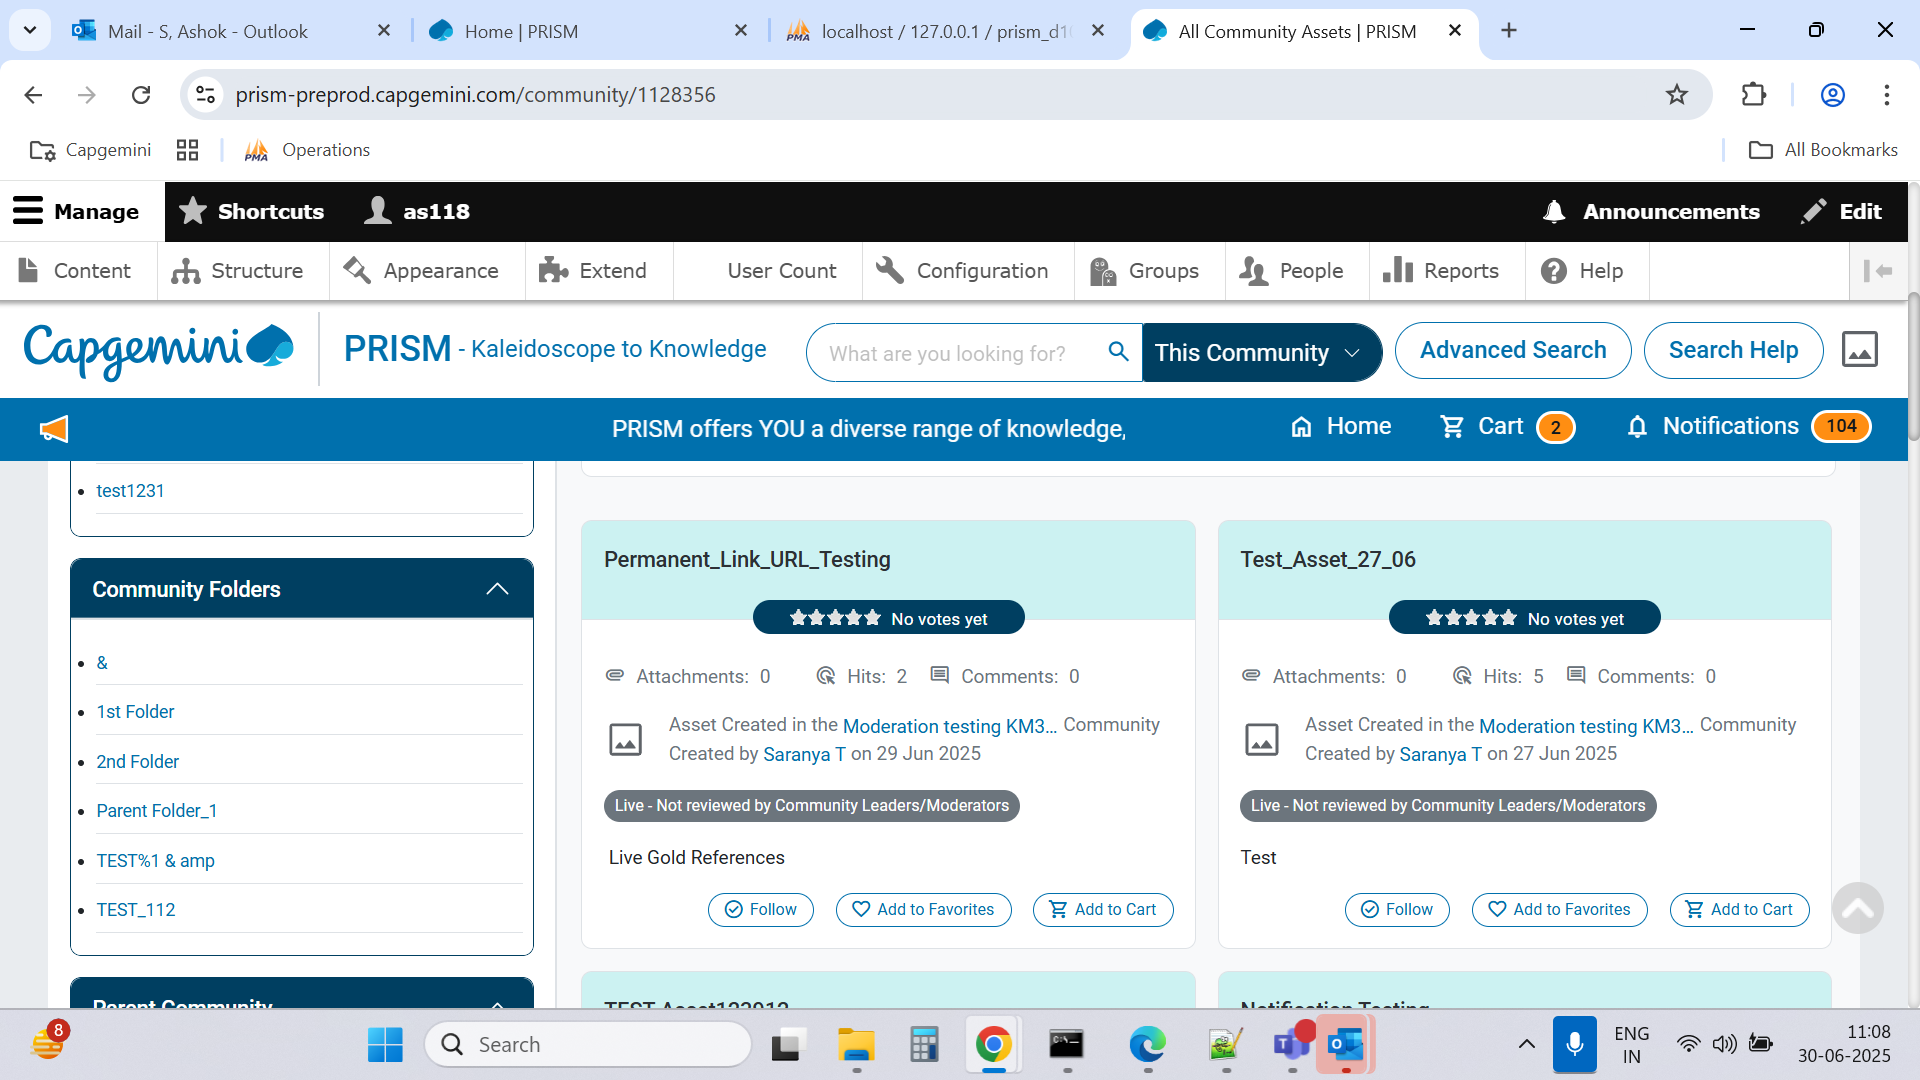 Mail - S, Ashok - Outlook
Home | PRISM
localhost / 127.0.0.1 / prism_d10
All Community Assets | PRISM
prism-preprod.capgemini.com/community/1128356
Capgemini
Operations
All Bookmarks
Manage
Shortcuts
as118
Announcements
Edit
Content
Structure
Appearance
Extend
User Count
Configuration
Groups
People
Reports
Help
Capgemini
PRISM - Kaleidoscope to Knowledge
What are you looking for?
This Community
Advanced Search
Search Help
PRISM offers YOU a diverse range of knowledge,
Home
Cart 2
Notifications 104
test1231
Community Folders
&
1st Folder
2nd Folder
Parent Folder_1
TEST%1 & amp
TEST_112
Parent Community
Permanent_Link_URL_Testing
No votes yet
Attachments: 0 Hits: 2 Comments: 0
Asset Created in the Moderation testing KM3... Community
Created by Saranya T on 29 Jun 2025
Live - Not reviewed by Community Leaders/Moderators
Live Gold References
Follow Add to Favorites Add to Cart
Test_Asset_27_06
No votes yet
Attachments: 0 Hits: 5 Comments: 0
Asset Created in the Moderation testing KM3... Community
Created by Saranya T on 27 Jun 2025
Live - Not reviewed by Community Leaders/Moderators
Test
Follow Add to Favorites Add to Cart
TEST Asset123012
Notification Testing
8
Search
ENG
IN
11:08
30-06-2025